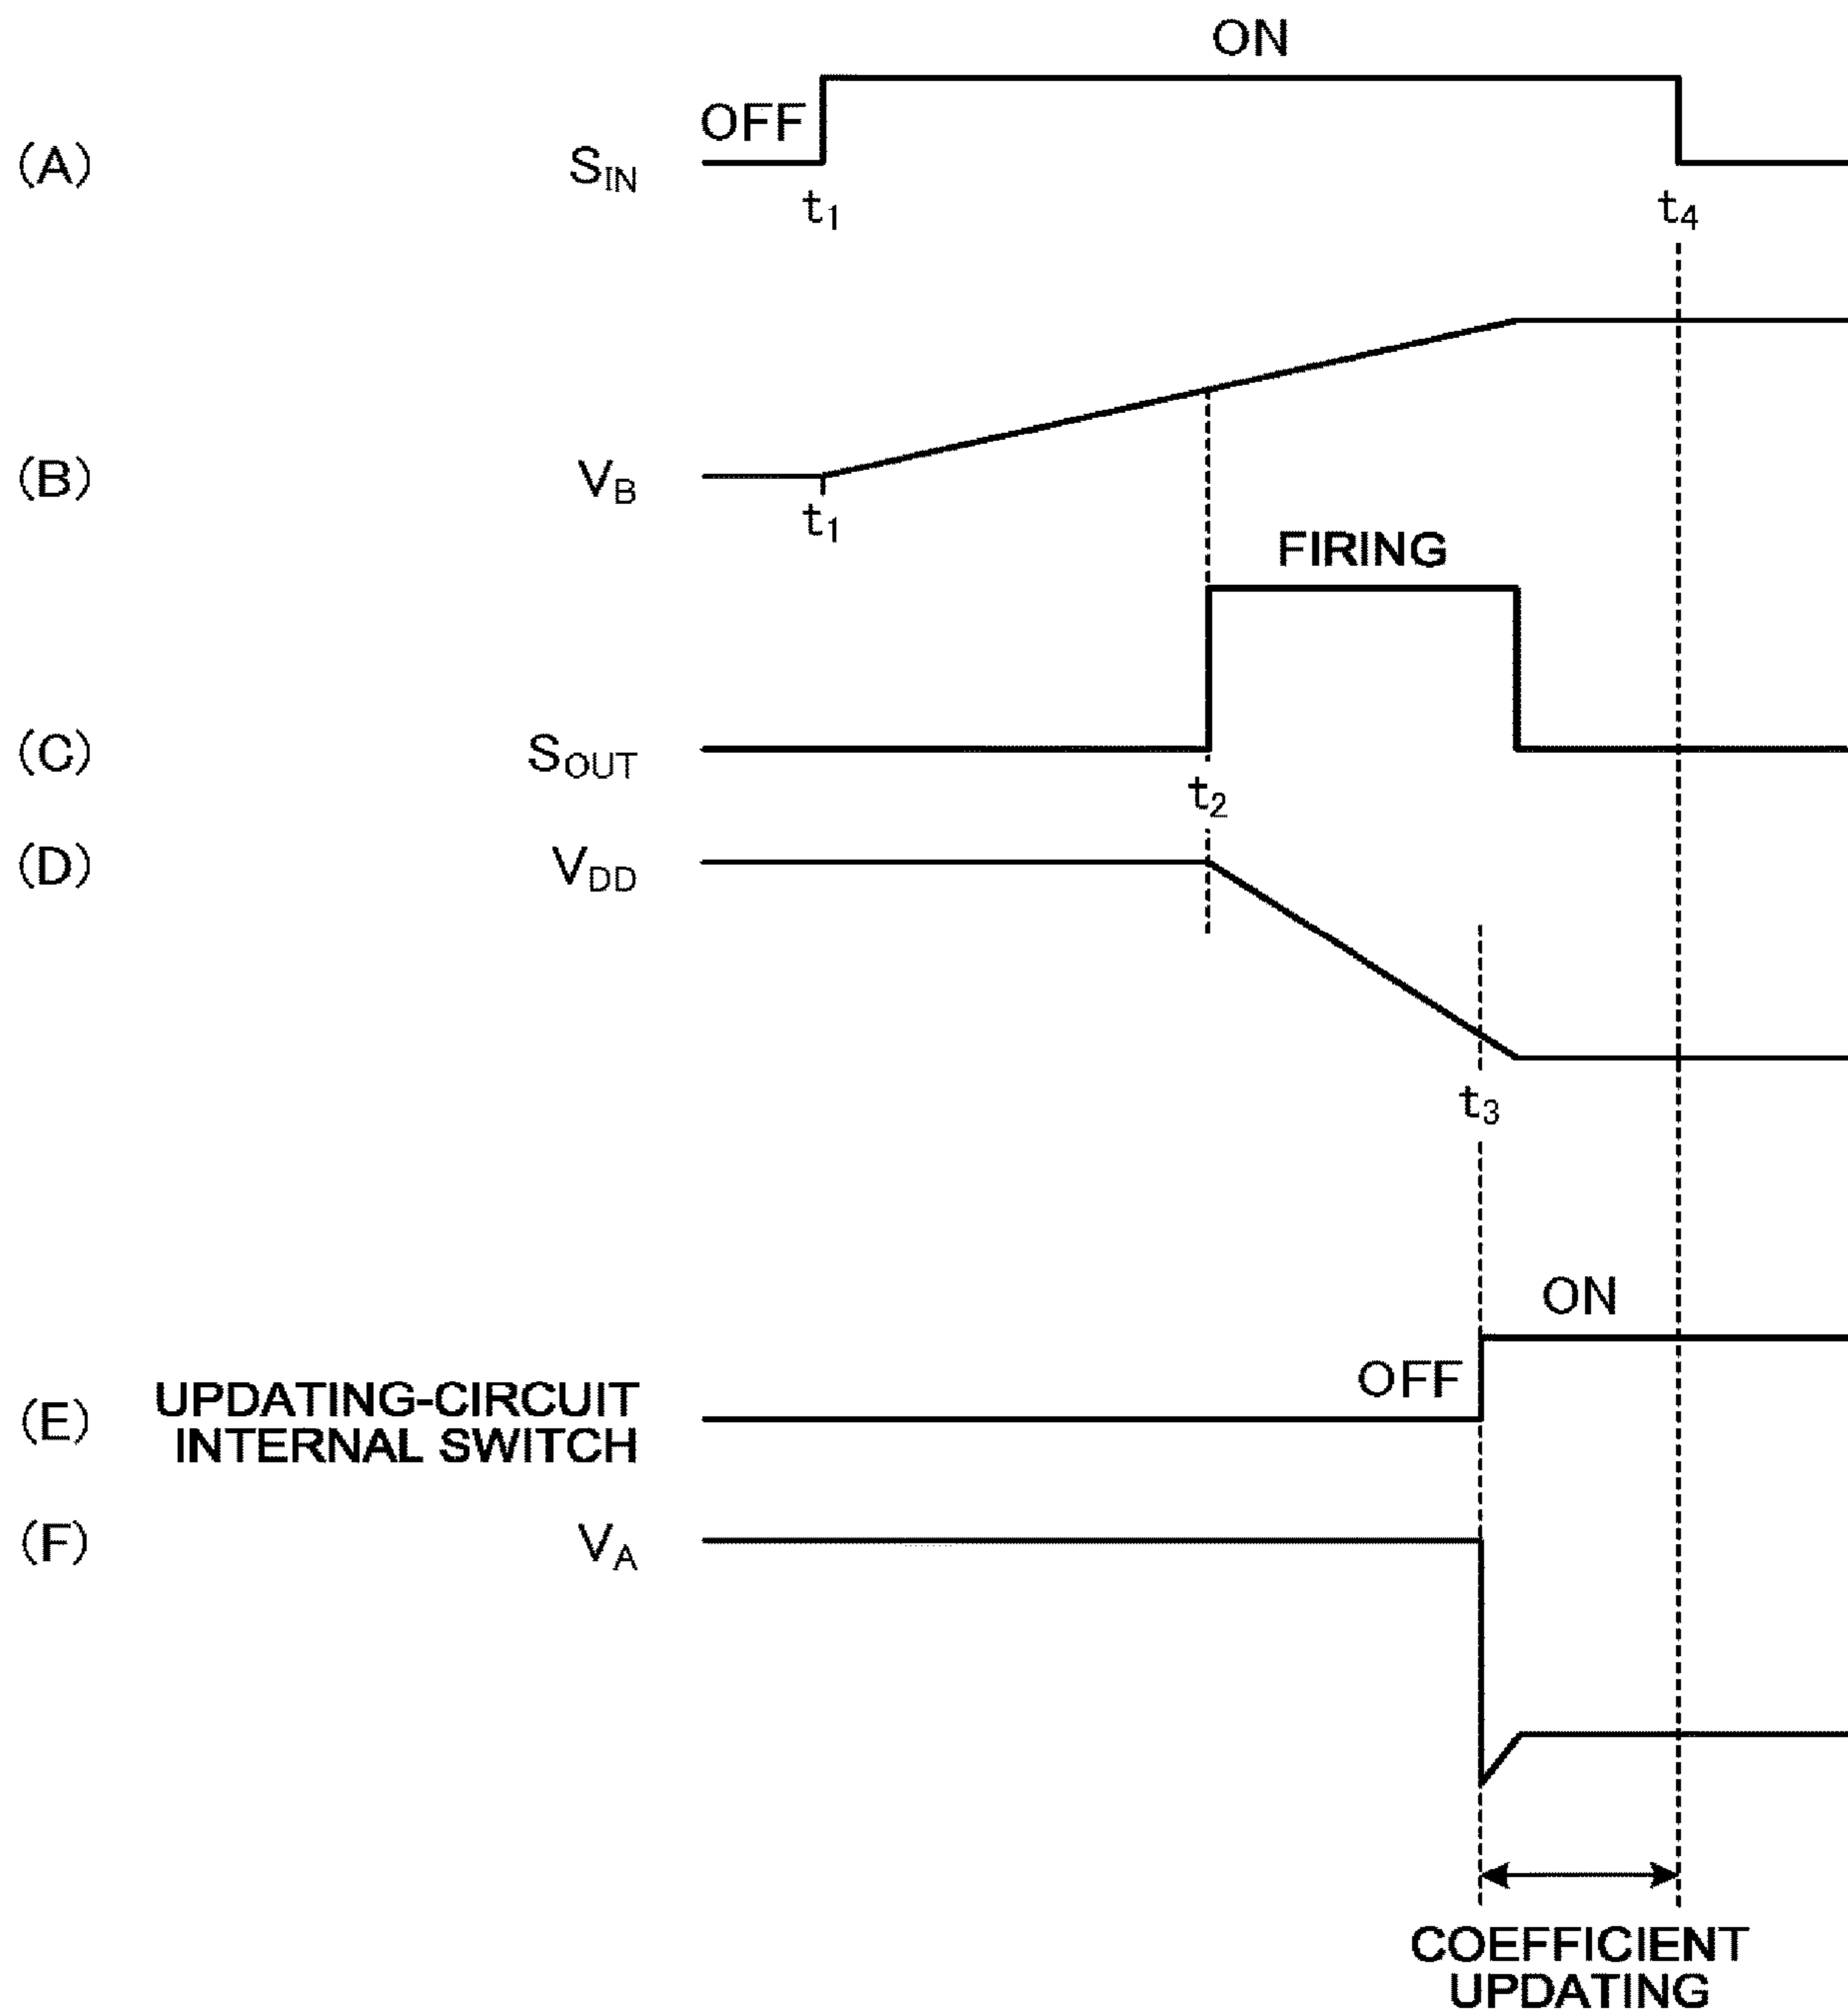 ON
OFF
(A) S_IN
t1 t4
(B) V_B
t1
FIRING
(C) S_OUT
t2
(D) V_DD
t3
ON
OFF
(E) UPDATING-CIRCUIT
INTERNAL SWITCH
(F) V_A
COEFFICIENT
UPDATING